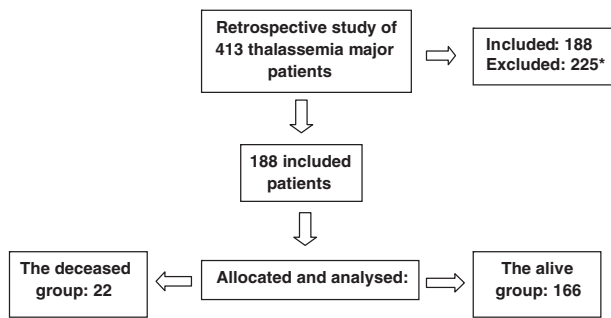 Retrospective study of
413 thalassemia major
patients
Included: 188
Excluded: 225*
188 included
patients
The deceased
group: 22
Allocated and analysed:
The alive
group: 166